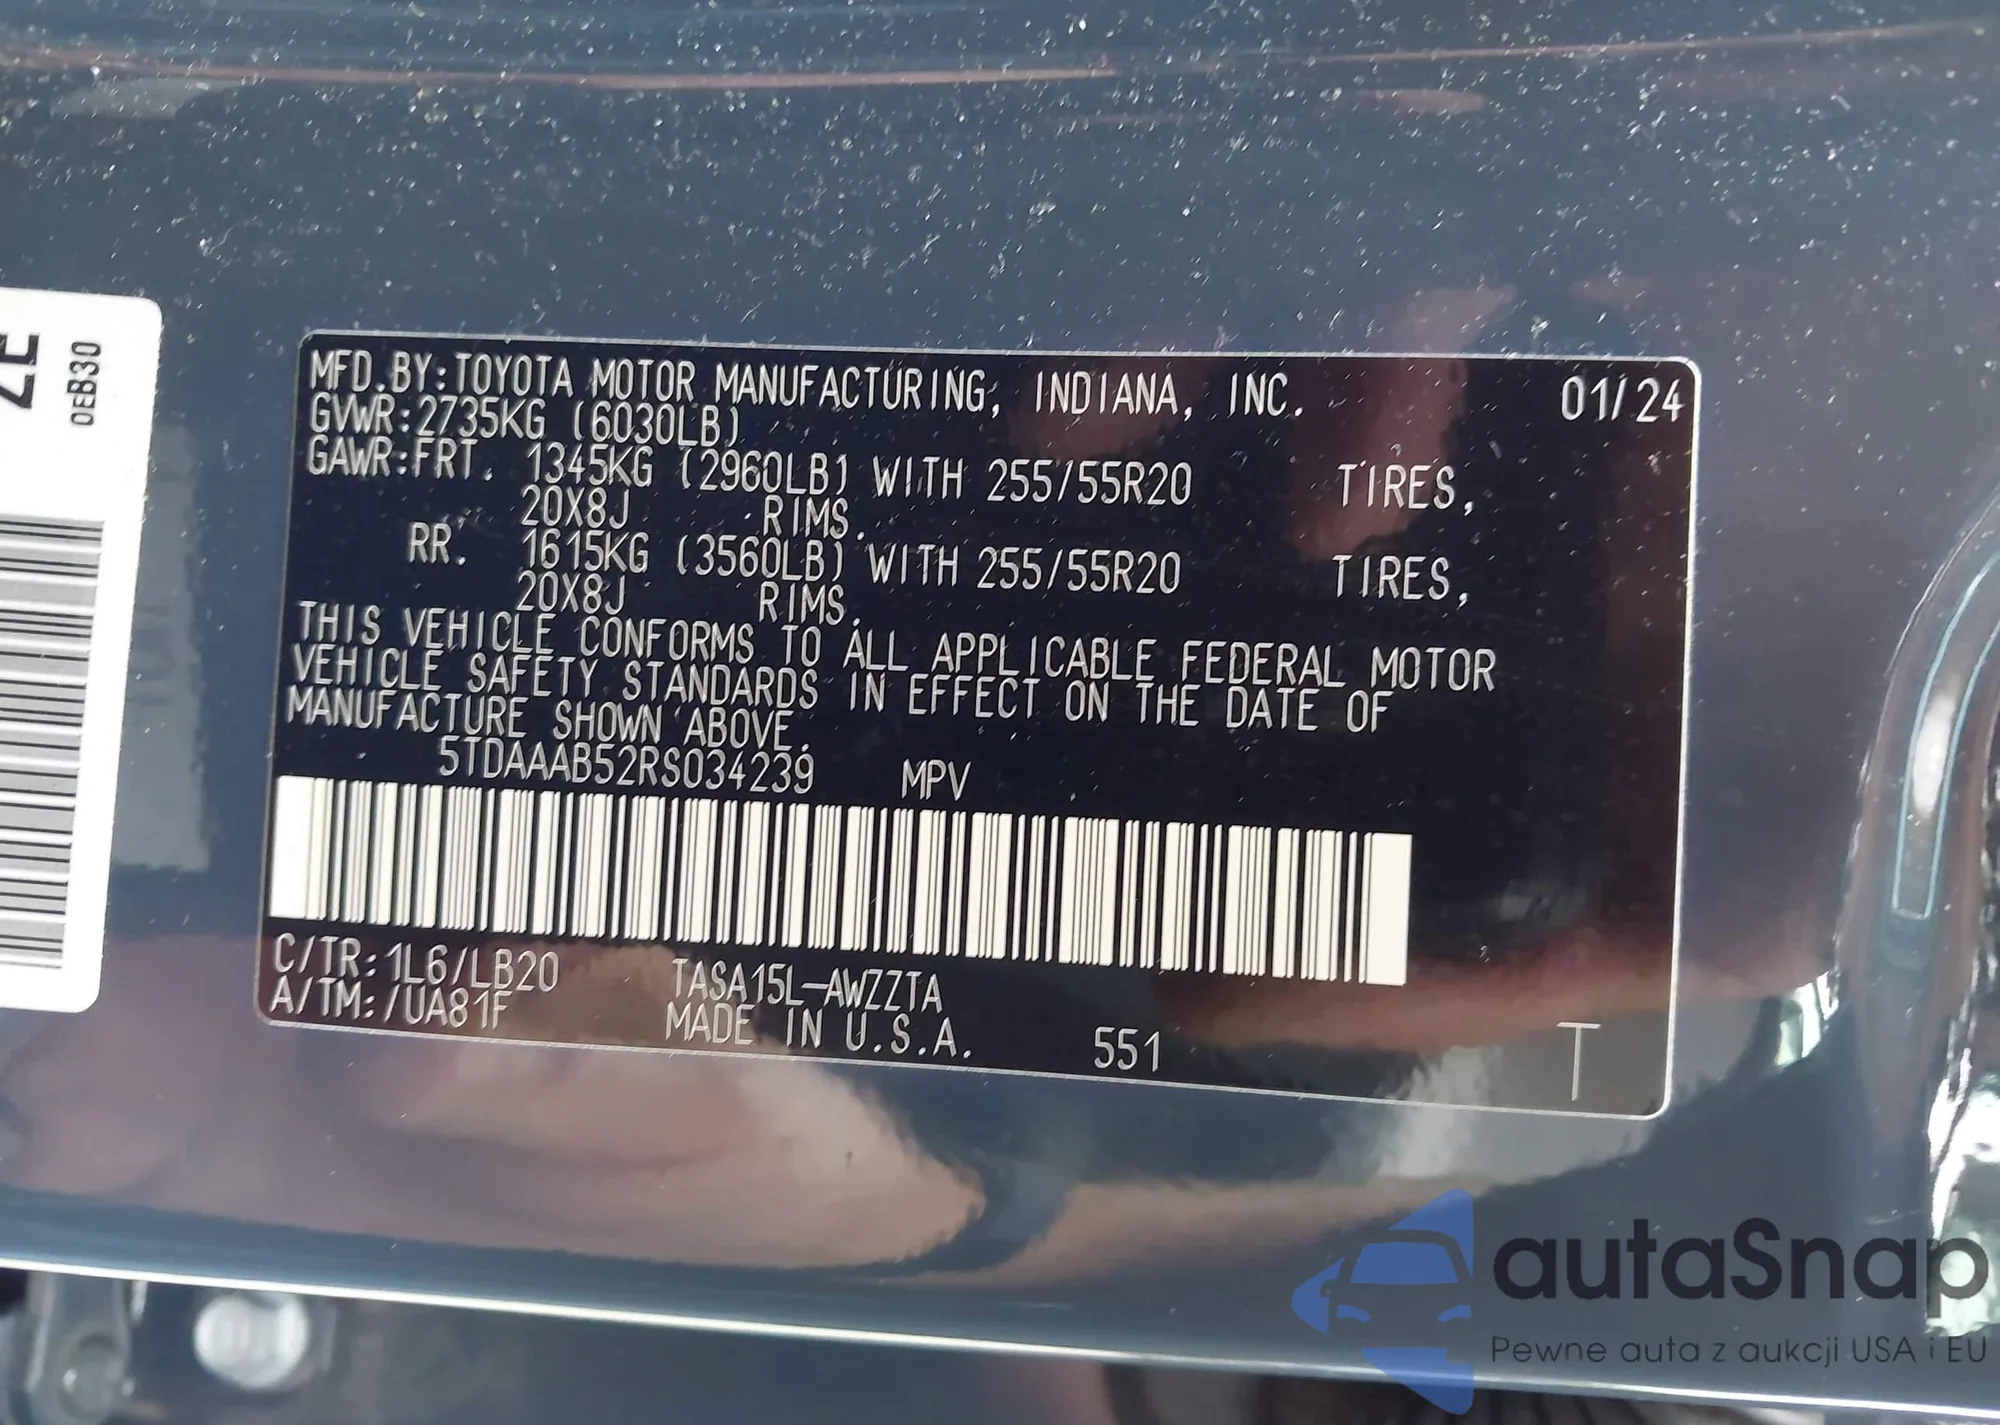 MFD.BY:TOYOTA MOTOR MANUFACTURING, INDIANA, INC. 01/24
GVWR:2735KG (6030LB)
GAWR:FRT. 1345KG (2960LB) WITH 255/55R20 TIRES,
20X8J RIMS.
RR. 1615KG (3560LB) WITH 255/55R20 TIRES,
20X8J RIMS.
THIS VEHICLE CONFORMS TO ALL APPLICABLE FEDERAL MOTOR
VEHICLE SAFETY STANDARDS IN EFFECT ON THE DATE OF
MANUFACTURE SHOWN ABOVE.
5TDAAAB52RS034239 MPV
C/TR:1L6/LB20 TASA15L-AWZZTA
A/TM:/UA81F MADE IN U.S.A. 551 T
0EB30
autaSnap
Pewne auta z aukcji USA i EU